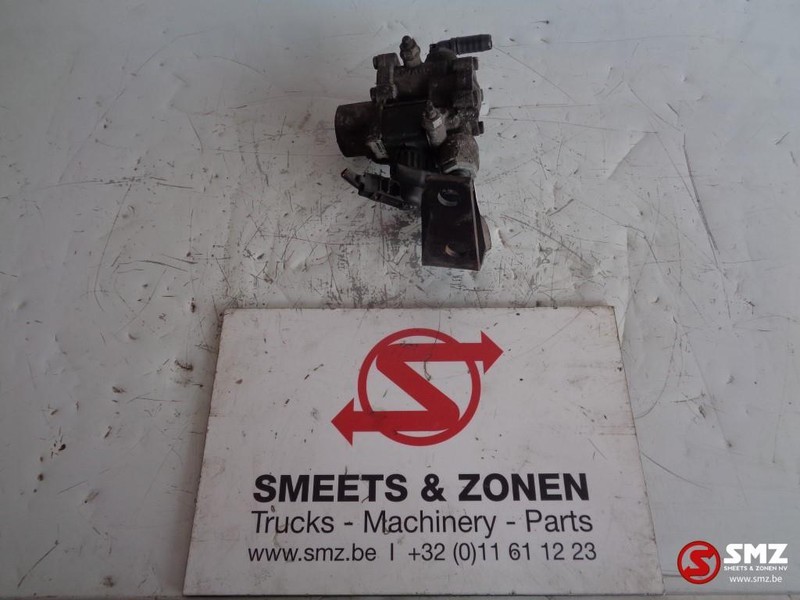 SMEETS & ZONEN
Trucks - Machinery - Parts
www.smz.be | +32 (0)11 61 12 23
SMZ
SMEETS & ZONEN NV
www.smz.be